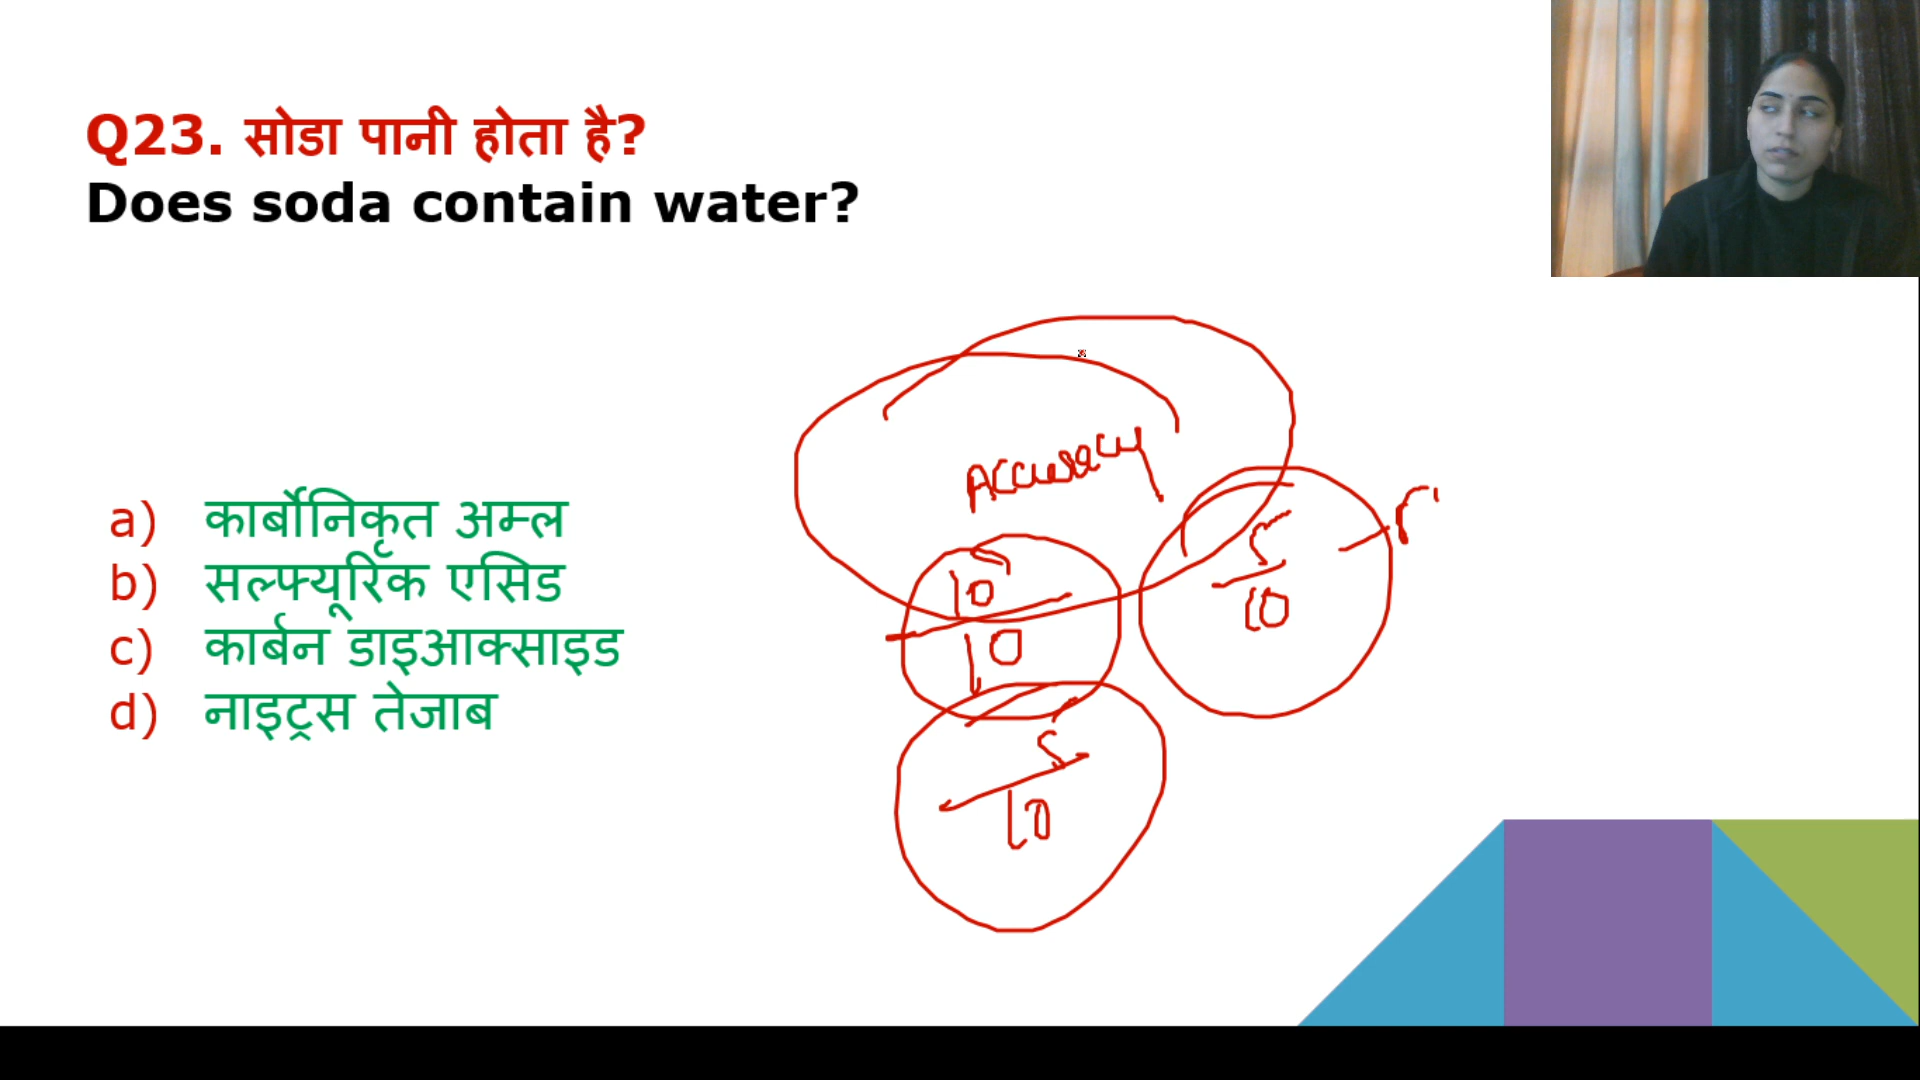 Q23. सोडा पानी होता है?
Does soda contain water?
a) कार्बोनिकृत अम्ल
b) सल्फ्यूरिक एसिड
c) कार्बन डाइआक्साइड
d) नाइट्रस तेजाब
Accuracy
10
10
5
10
5
10